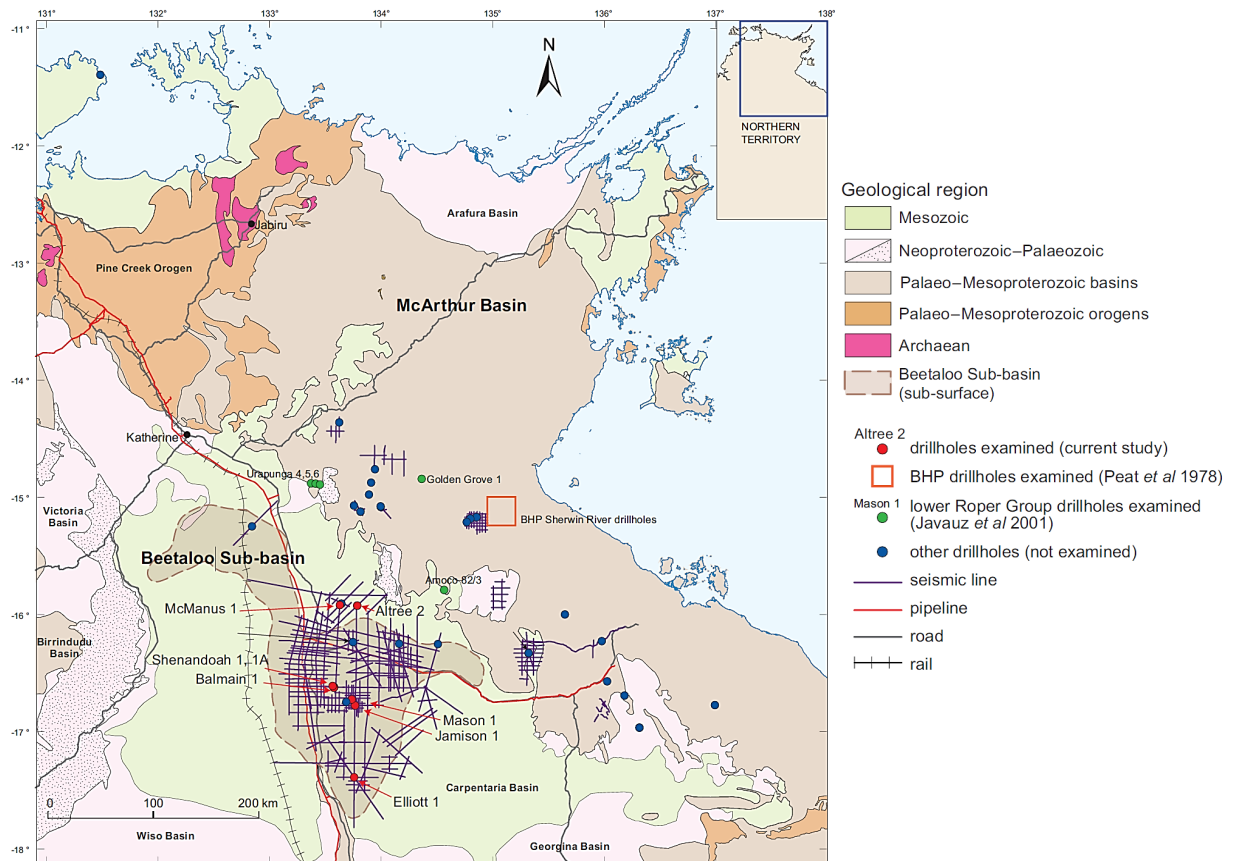 131°
132°
133°
134°
135°
136°
137°
138°
-11°
-12°
-13°
-14°
-15°
-16°
-17°
-18°
N
NORTHERN
TERRITORY
Arafura Basin
Jabiru
Pine Creek Orogen
McArthur Basin
Katherine
Urapunga 4,5,6
Golden Grove 1
Victoria
Basin
BHP Sherwin River drillholes
Beetaloo Sub-basin
Amoco 82/3
McManus 1
Altree 2
Birrindudu
Basin
Shenandoah 1, 1A
Balmain 1
Mason 1
Jamison 1
Elliott 1
Carpentaria Basin
0 100 200 km
Wiso Basin
Georgina Basin
Geological region
Mesozoic
Neoproterozoic–Palaeozoic
Palaeo–Mesoproterozoic basins
Palaeo–Mesoproterozoic orogens
Archaean
Beetaloo Sub-basin
(sub-surface)
Altree 2
drillholes examined (current study)
BHP drillholes examined (Peat et al 1978)
Mason 1
lower Roper Group drillholes examined
(Javauz et al 2001)
other drillholes (not examined)
seismic line
pipeline
road
rail